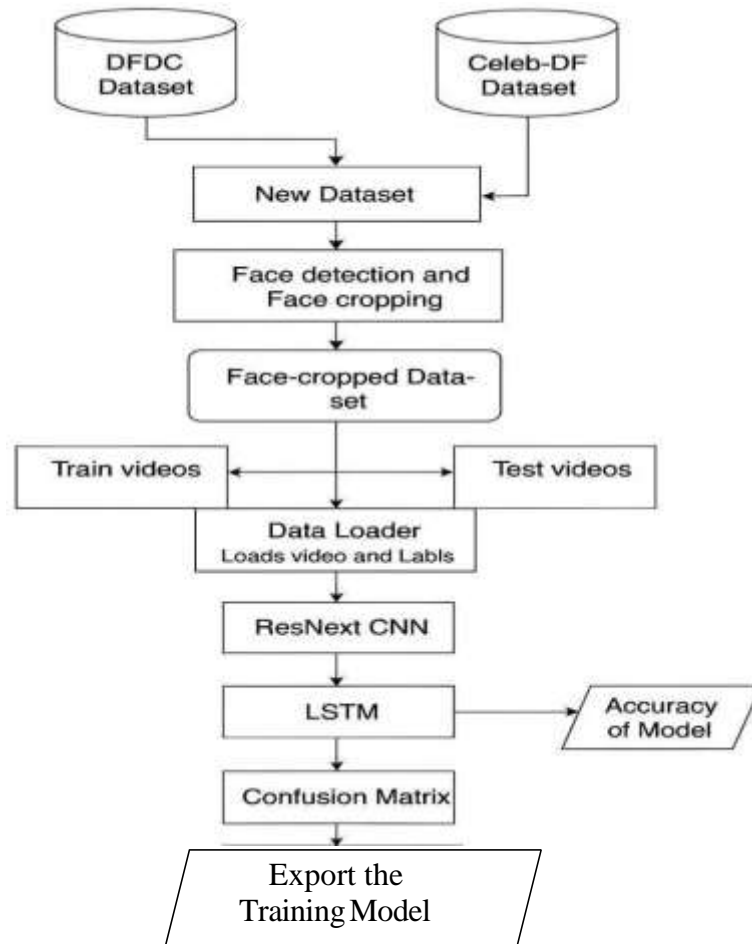 DFDC
Dataset
Celeb-DF
Dataset
New Dataset
Face detection and
Face cropping
Face-cropped Data-
set
Train videos
Test videos
Data Loader
Loads video and Labls
ResNext CNN
LSTM
Accuracy
of Model
Confusion Matrix
Export the
Training Model